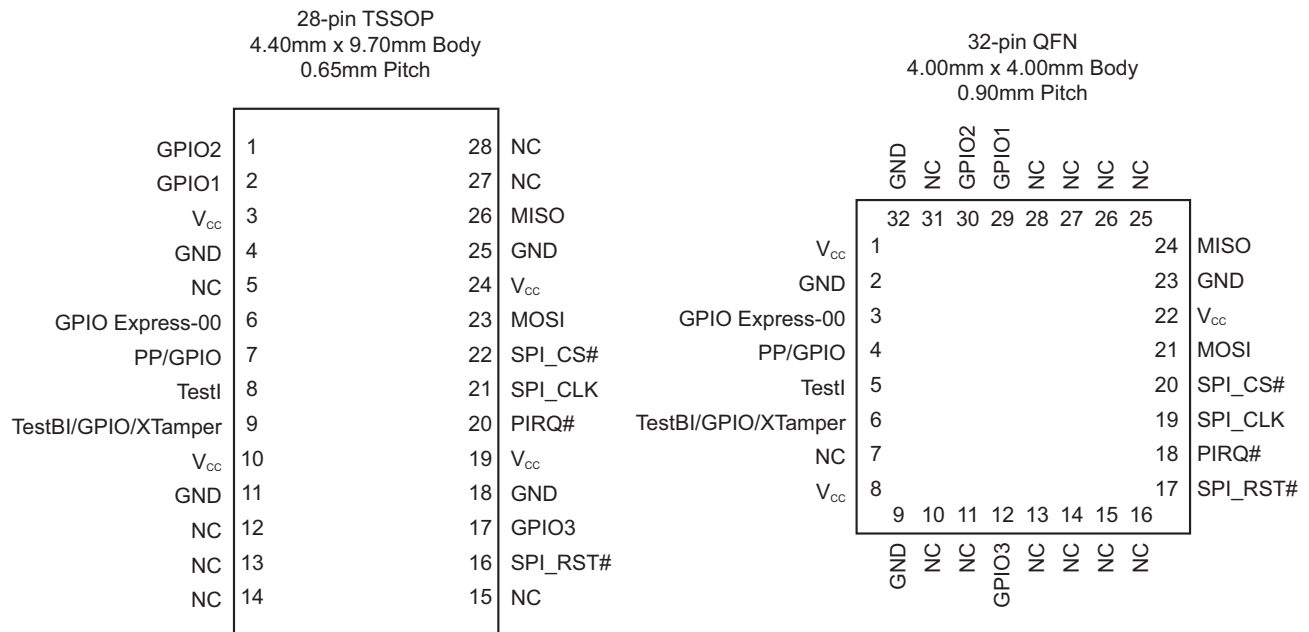 28-pin TSSOP
4.40mm x 9.70mm Body
0.65mm Pitch
GPIO2 1 28 NC
GPIO1 2 27 NC
Vcc 3 26 MISO
GND 4 25 GND
NC 5 24 Vcc
GPIO Express-00 6 23 MOSI
PP/GPIO 7 22 SPI_CS#
TestI 8 21 SPI_CLK
TestBI/GPIO/XTamper 9 20 PIRQ#
Vcc 10 19 Vcc
GND 11 18 GND
NC 12 17 GPIO3
NC 13 16 SPI_RST#
NC 14 15 NC
32-pin QFN
4.00mm x 4.00mm Body
0.90mm Pitch
GND NC GPIO2 GPIO1 NC NC NC NC
32 31 30 29 28 27 26 25
Vcc 1 24 MISO
GND 2 23 GND
GPIO Express-00 3 22 Vcc
PP/GPIO 4 21 MOSI
TestI 5 20 SPI_CS#
TestBI/GPIO/XTamper 6 19 SPI_CLK
NC 7 18 PIRQ#
Vcc 8 17 SPI_RST#
9 10 11 12 13 14 15 16
GND NC NC GPIO3 NC NC NC NC